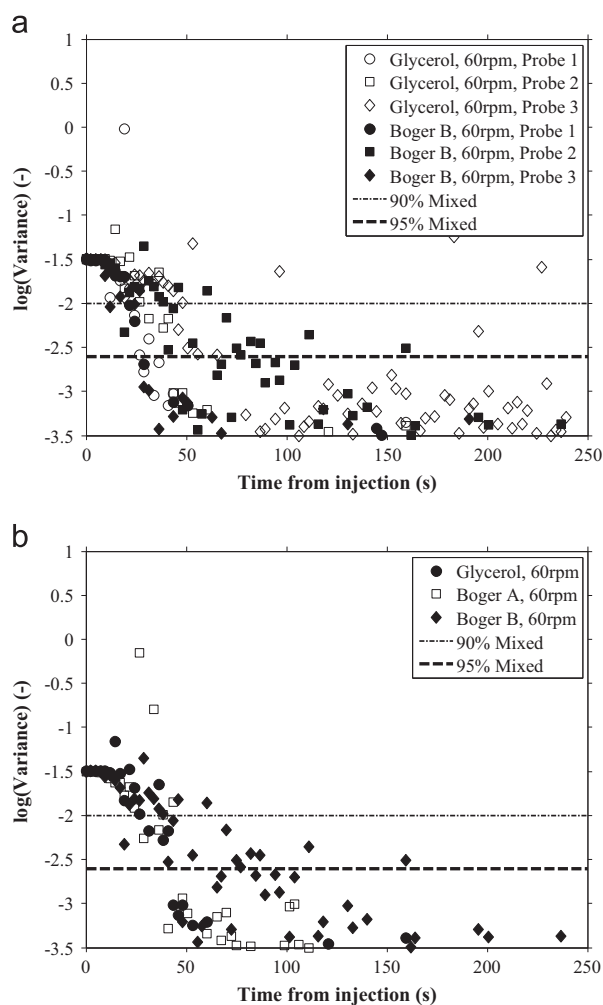 a
1
0.5
0
-0.5
-1
-1.5
-2
-2.5
-3
-3.5
log(Variance) (-)
Glycerol, 60rpm, Probe 1
Glycerol, 60rpm, Probe 2
Glycerol, 60rpm, Probe 3
Boger B, 60rpm, Probe 1
Boger B, 60rpm, Probe 2
Boger B, 60rpm, Probe 3
90% Mixed
95% Mixed
0 50 100 150 200 250
Time from injection (s)
b
1
0.5
0
-0.5
-1
-1.5
-2
-2.5
-3
-3.5
log(Variance) (-)
Glycerol, 60rpm
Boger A, 60rpm
Boger B, 60rpm
90% Mixed
95% Mixed
0 50 100 150 200 250
Time from injection (s)